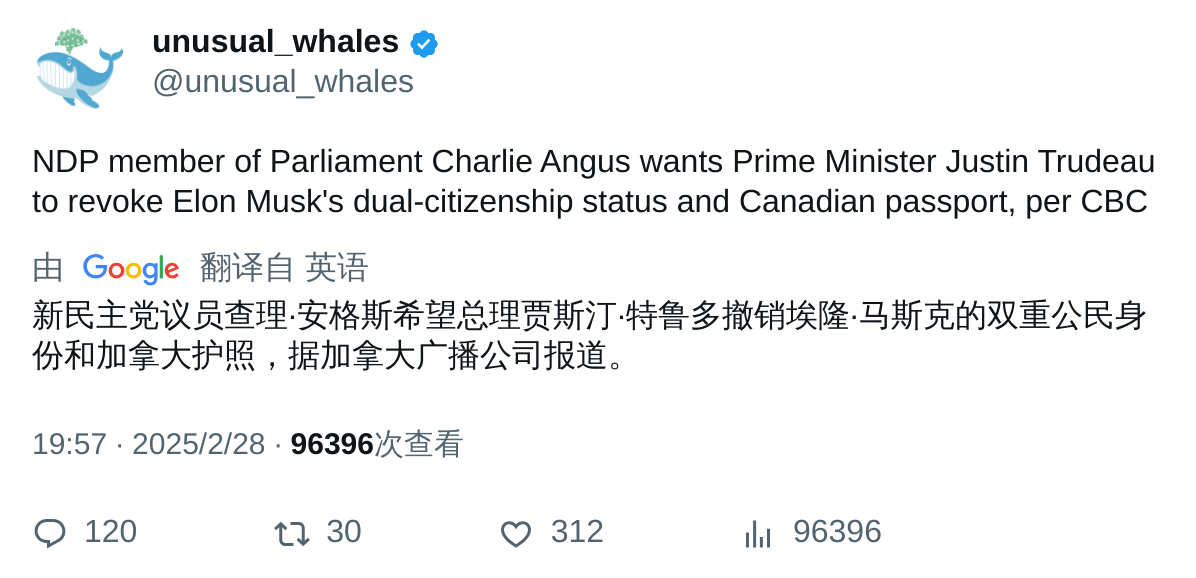 unusual_whales
@unusual_whales
NDP member of Parliament Charlie Angus wants Prime Minister Justin Trudeau
to revoke Elon Musk's dual-citizenship status and Canadian passport, per CBC
由 Google 翻译自 英语
新民主党议员查理·安格斯希望总理贾斯汀·特鲁多撤销埃隆·马斯克的双重公民身
份和加拿大护照，据加拿大广播公司报道。
19:57 · 2025/2/28 · 96396次查看
120 30 312 96396